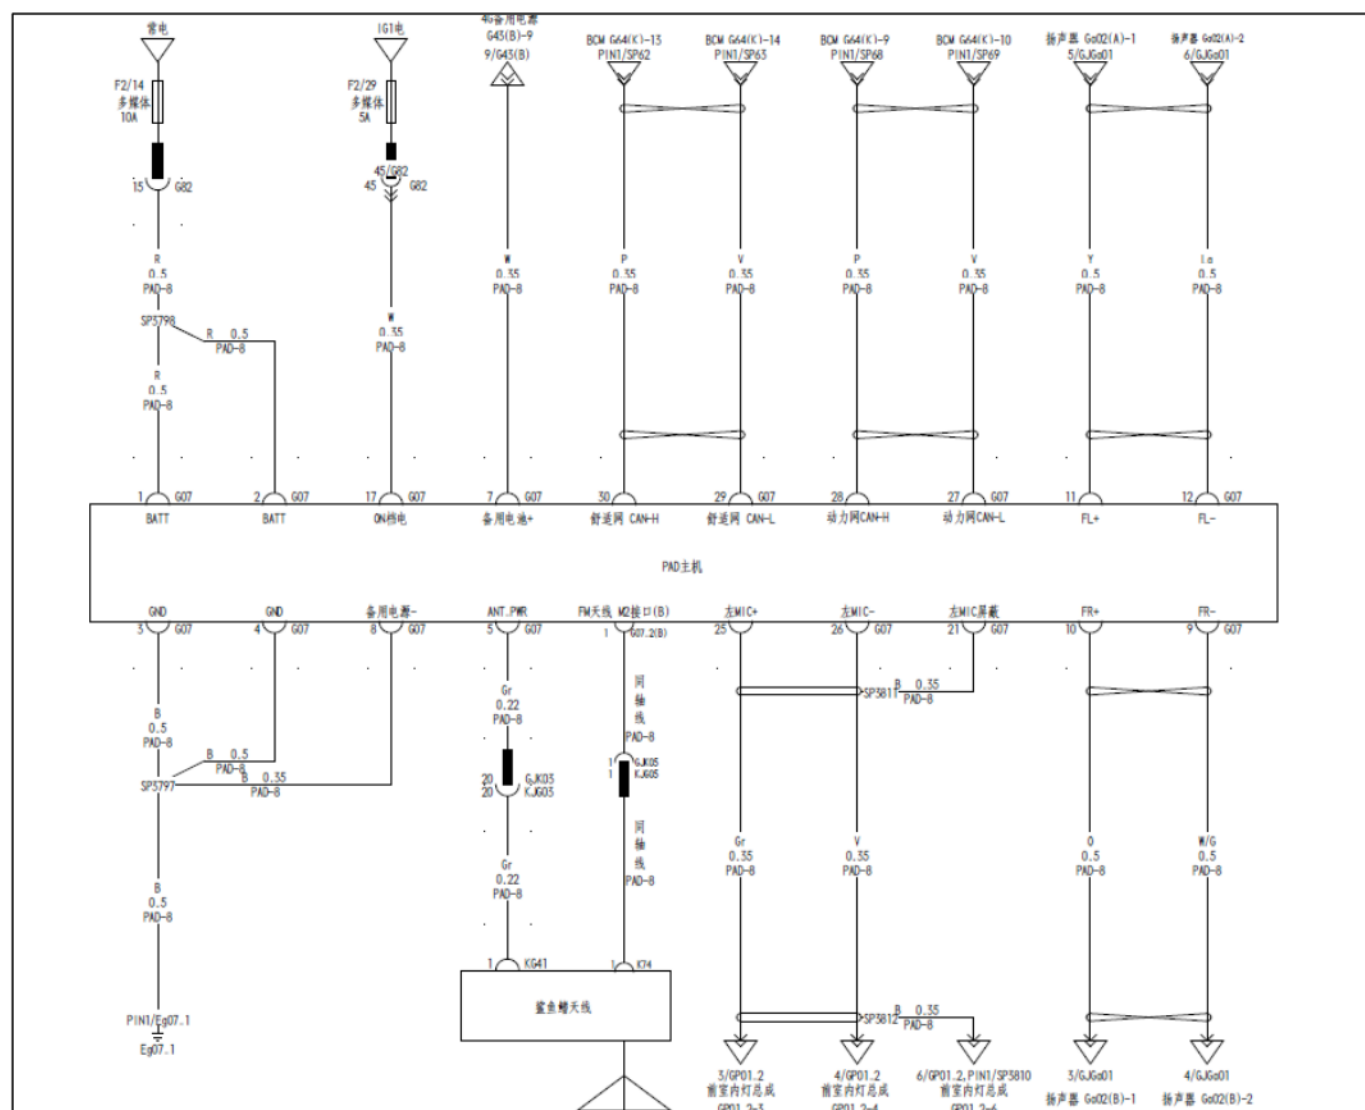 常电
IG1电
4G备用电源
G43(B)-9
9/G43(B)
BCM G64(K)-13
PIN1/SP62
BCM G64(K)-14
PIN1/SP63
BCM G64(K)-9
PIN1/SP68
BCM G64(K)-10
PIN1/SP69
扬声器 Ga02(A)-1
5/GJGa01
扬声器 Ga02(A)-2
6/GJGa01
F2/14
多媒体
10A
F2/29
多媒体
5A
45/G82
15 G82
45 G82
R
0.5
PAD-8
W
0.35
PAD-8
P
0.35
PAD-8
V
0.35
PAD-8
P
0.35
PAD-8
V
0.35
PAD-8
Y
0.5
PAD-8
La
0.5
PAD-8
SP3798
R 0.5
PAD-8
W
0.35
PAD-8
R
0.5
PAD-8
1 G07
2 G07
17 G07
7 G07
30
29 G07
28
27 G07
11
12 G07
BATT
BATT
ON档电
备用电池+
舒适网 CAN-H
舒适网 CAN-L
动力网CAN-H
动力网CAN-L
FL+
FL-
PAD主机
GND
GND
备用电源-
ANT.PWR
FM天线 M2接口(B)
左MIC+
左MIC-
左MIC屏蔽
FR+
FR-
3 G07
4 G07
8 G07
5 G07
1 G07.2(B)
25
26 G07
21 G07
10
9 G07
B
0.5
PAD-8
B 0.5
PAD-8
B 0.35
PAD-8
SP3797
Gr
0.22
PAD-8
同
轴
线
PAD-8
SP3811
B 0.35
PAD-8
20 GJK03
20 KJG03
1 GJK05
1 KJG05
Gr
0.22
PAD-8
同
轴
线
PAD-8
Gr
0.35
PAD-8
V
0.35
PAD-8
O
0.5
PAD-8
W/G
0.5
PAD-8
B
0.5
PAD-8
1 KG41
1 K74
鲨鱼鳍天线
PIN1/Eg07.1
Eg07.1
SP3812
B 0.35
PAD-8
3/GP01.2
前室内灯总成
GP01.2-3
4/GP01.2
前室内灯总成
GP01.2-4
6/GP01.2,PIN1/SP3810
前室内灯总成
GP01.2-6
3/GJGa01
扬声器 Ga02(B)-1
4/GJGa01
扬声器 Ga02(B)-2